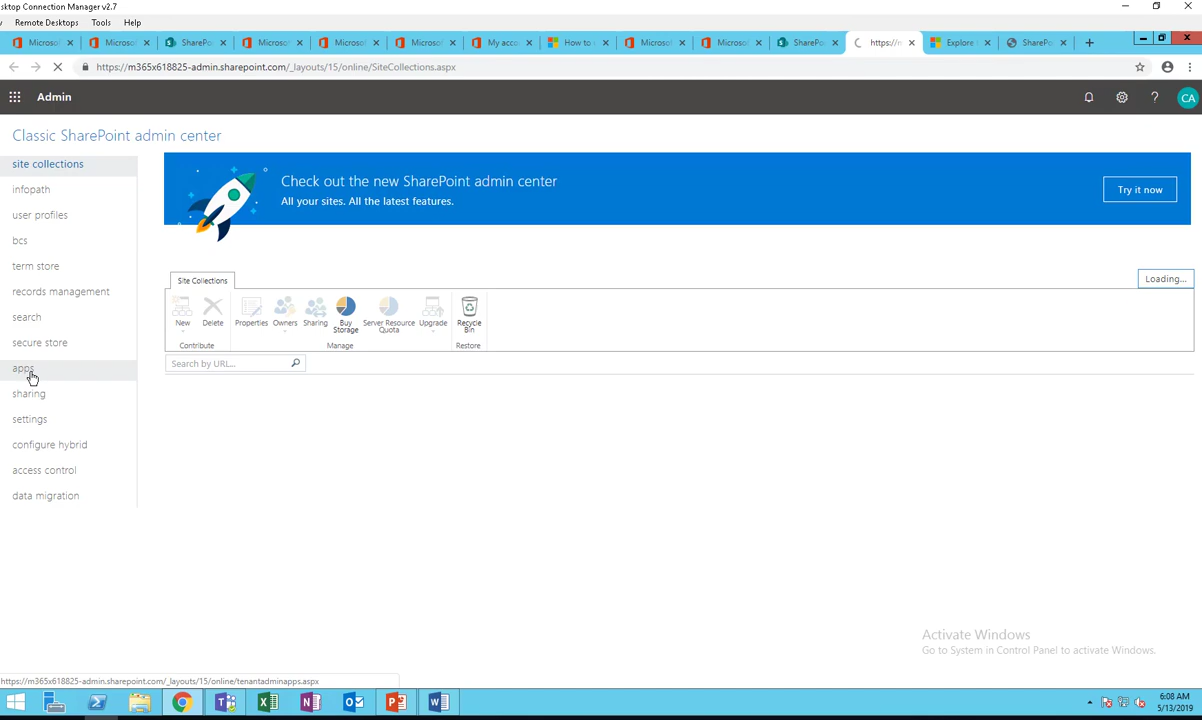 sktop Connection Manager v2.7
Remote Desktops Tools Help
Microso Microso SharePo Microso Microso Microso My acco How to Microso Microso SharePo https://m Explore SharePo
https://m365x618825-admin.sharepoint.com/_layouts/15/online/SiteCollections.aspx
Admin
? CA
Classic SharePoint admin center
site collections
infopath
user profiles
bcs
term store
records management
search
secure store
apps
sharing
settings
configure hybrid
access control
data migration
Check out the new SharePoint admin center
All your sites. All the latest features.
Try it now
Site Collections
Loading...
New Delete Properties Owners Sharing Buy Storage Server Resource Quota Upgrade Recycle Bin
Contribute Manage Restore
Search by URL...
Activate Windows
Go to System in Control Panel to activate Windows.
https://m365x618825-admin.sharepoint.com/_layouts/15/online/tenantadminapps.aspx
6:08 AM
5/13/2019